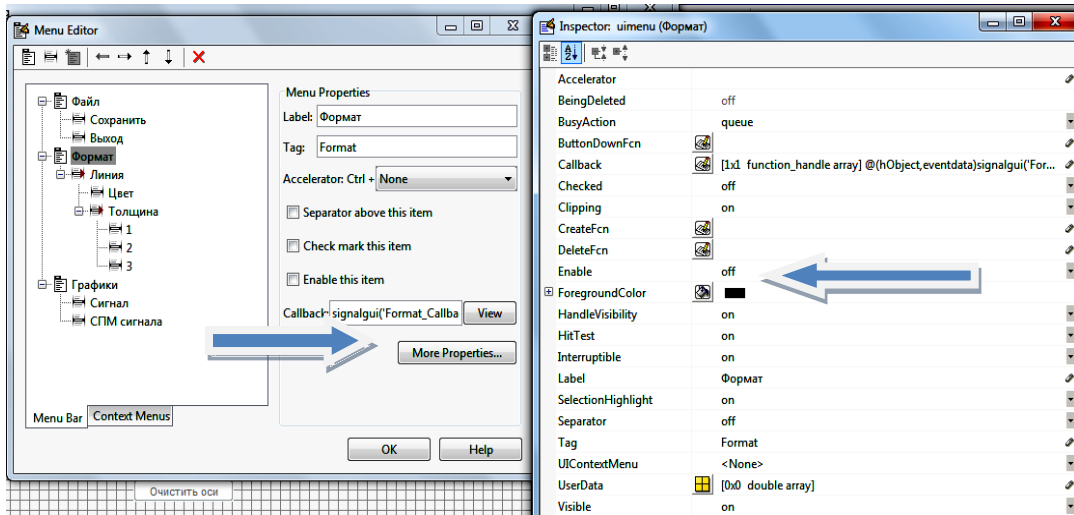 Menu Editor
Файл
Сохранить
Выход
Формат
Линия
Цвет
Толщина
1
2
3
Графики
Сигнал
СПМ сигнала
Menu Bar Context Menus
Menu Properties
Label: Формат
Tag: Format
Accelerator: Ctrl + None
Separator above this item
Check mark this item
Enable this item
Callback: signalgui('Format_Callba View
More Properties...
OK Help
Очистить оси
Inspector: uimenu (Формат)
Accelerator
BeingDeleted off
BusyAction queue
ButtonDownFcn
Callback [1x1 function_handle array] @(hObject,eventdata)signalgui('For...
Checked off
Clipping on
CreateFcn
DeleteFcn
Enable off
ForegroundColor
HandleVisibility on
HitTest on
Interruptible on
Label Формат
SelectionHighlight on
Separator off
Tag Format
UIContextMenu <None>
UserData [0x0 double array]
Visible on